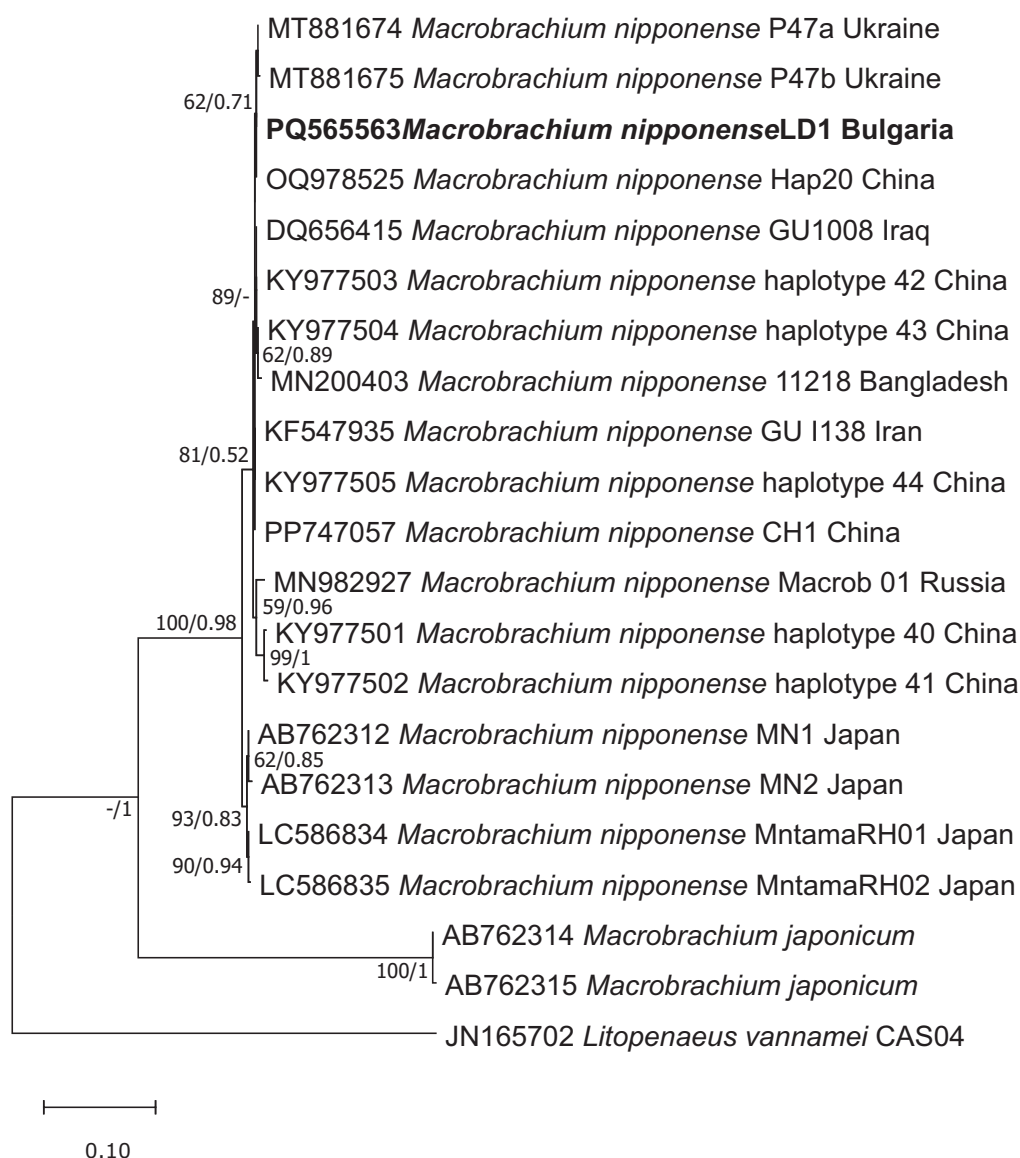 MT881674 Macrobrachium nipponense P47a Ukraine
MT881675 Macrobrachium nipponense P47b Ukraine
62/0.71
PQ565563Macrobrachium nipponenseLD1 Bulgaria
OQ978525 Macrobrachium nipponense Hap20 China
DQ656415 Macrobrachium nipponense GU1008 Iraq
KY977503 Macrobrachium nipponense haplotype 42 China
89/-
KY977504 Macrobrachium nipponense haplotype 43 China
62/0.89
MN200403 Macrobrachium nipponense 11218 Bangladesh
KF547935 Macrobrachium nipponense GU I138 Iran
81/0.52
KY977505 Macrobrachium nipponense haplotype 44 China
PP747057 Macrobrachium nipponense CH1 China
MN982927 Macrobrachium nipponense Macrob 01 Russia
59/0.96
100/0.98
KY977501 Macrobrachium nipponense haplotype 40 China
99/1
KY977502 Macrobrachium nipponense haplotype 41 China
AB762312 Macrobrachium nipponense MN1 Japan
62/0.85
AB762313 Macrobrachium nipponense MN2 Japan
-/1
93/0.83
LC586834 Macrobrachium nipponense MntamaRH01 Japan
90/0.94
LC586835 Macrobrachium nipponense MntamaRH02 Japan
AB762314 Macrobrachium japonicum
100/1
AB762315 Macrobrachium japonicum
JN165702 Litopenaeus vannamei CAS04
0.10